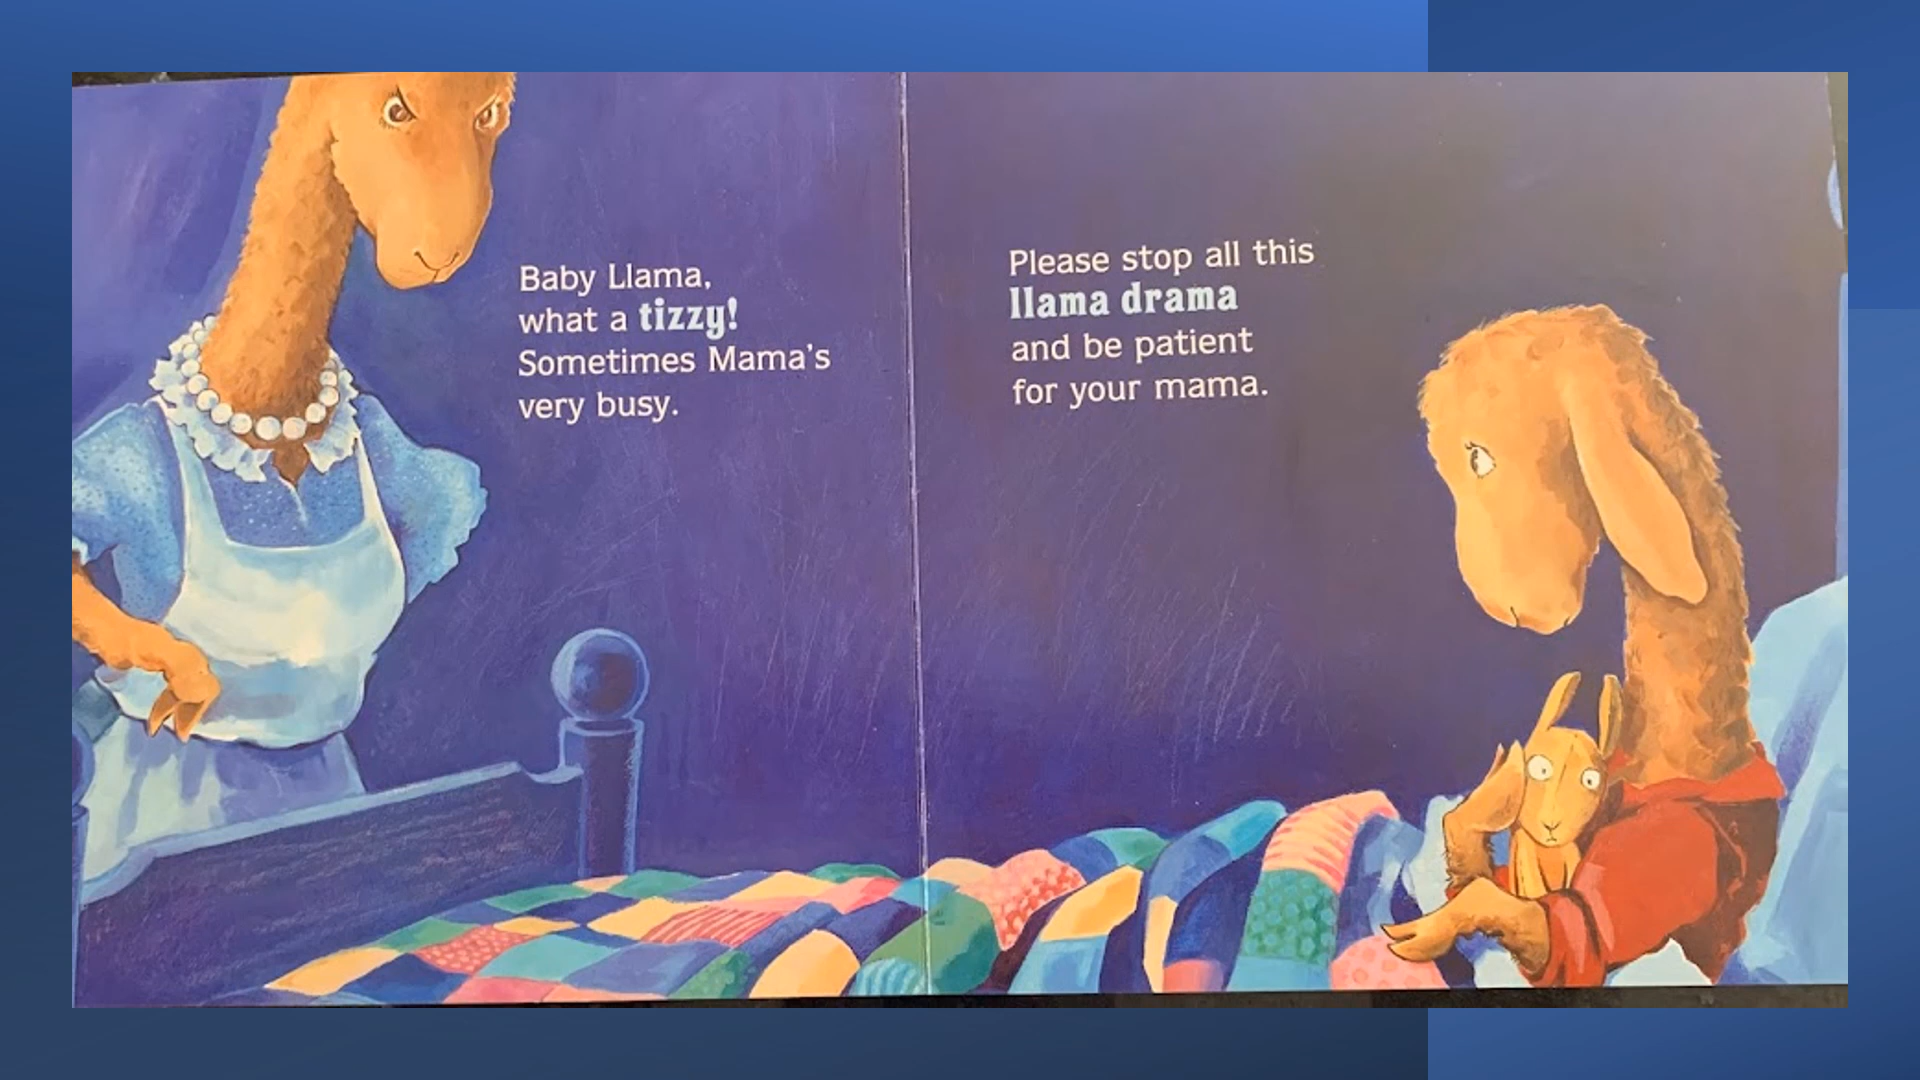 Baby Llama,
what a tizzy!
Sometimes Mama's
very busy.
Please stop all this
llama drama
and be patient
for your mama.